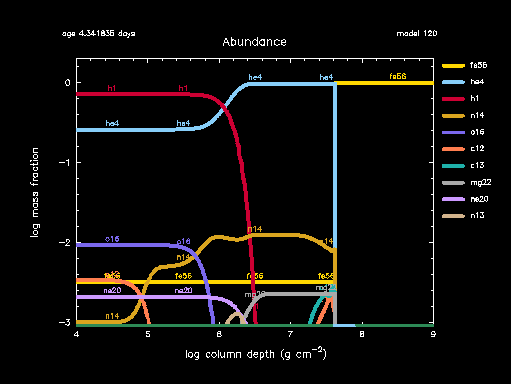 age 4.341835 days
model 120
Abundance
fe56
he4
h1
n14
o16
c12
c13
mg22
ne20
n13
log mass fraction
0
−1
−2
−3
h1 h1
he4 he4
he4 he4
fe56
n14 n14
o16 o16
n14
fe56 fe56 fe56
ne20 ne20
n14
4 5 6 7 8 9
log column depth (g cm⁻²)